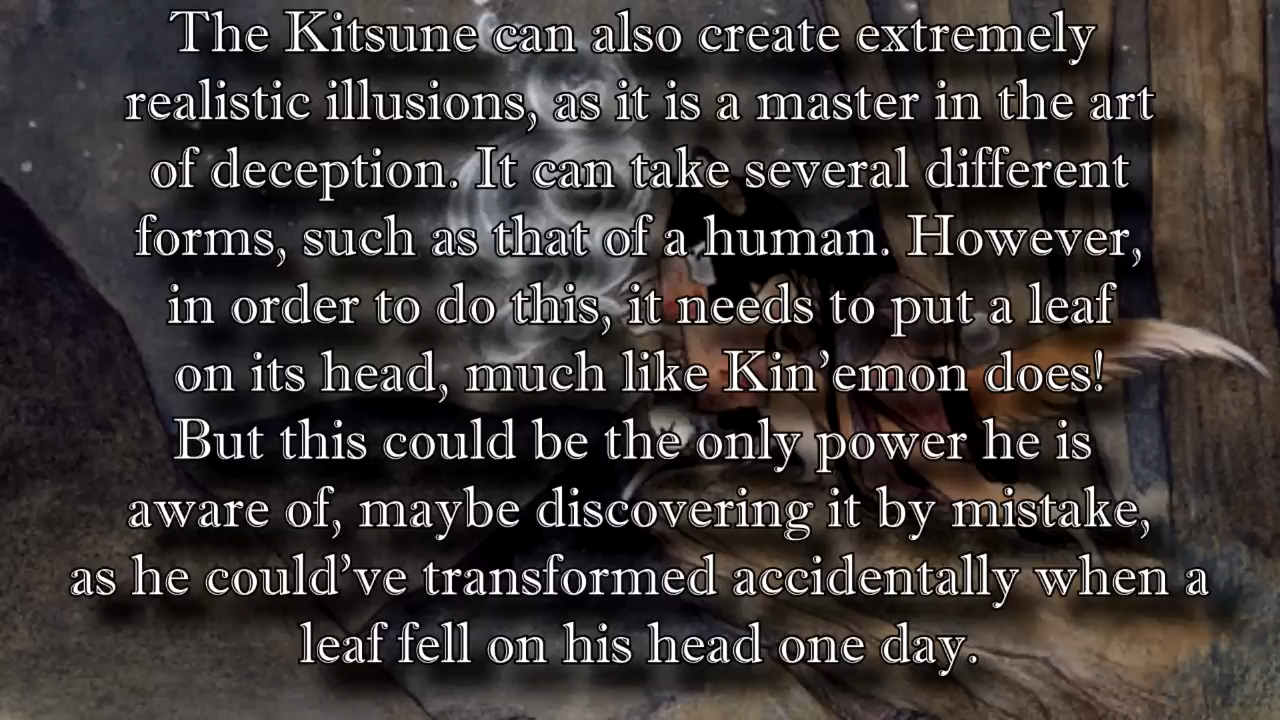 The Kitsune can also create extremely
realistic illusions, as it is a master in the art
of deception. It can take several different
forms, such as that of a human. However,
in order to do this, it needs to put a leaf
on its head, much like Kin’emon does!
But this could be the only power he is
aware of, maybe discovering it by mistake,
as he could’ve transformed accidentally when a
leaf fell on his head one day.